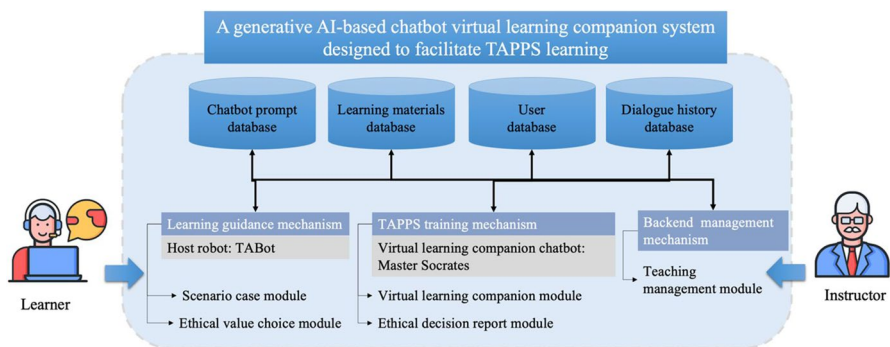 A generative AI-based chatbot virtual learning companion system
designed to facilitate TAPPS learning
Chatbot prompt
database
Learning materials
database
User
database
Dialogue history
database
Learning guidance mechanism
Host robot: TABot
Scenario case module
Ethical value choice module
TAPPS training mechanism
Virtual learning companion chatbot:
Master Socrates
Virtual learning companion module
Ethical decision report module
Backend management
mechanism
Teaching
management module
Learner
Instructor